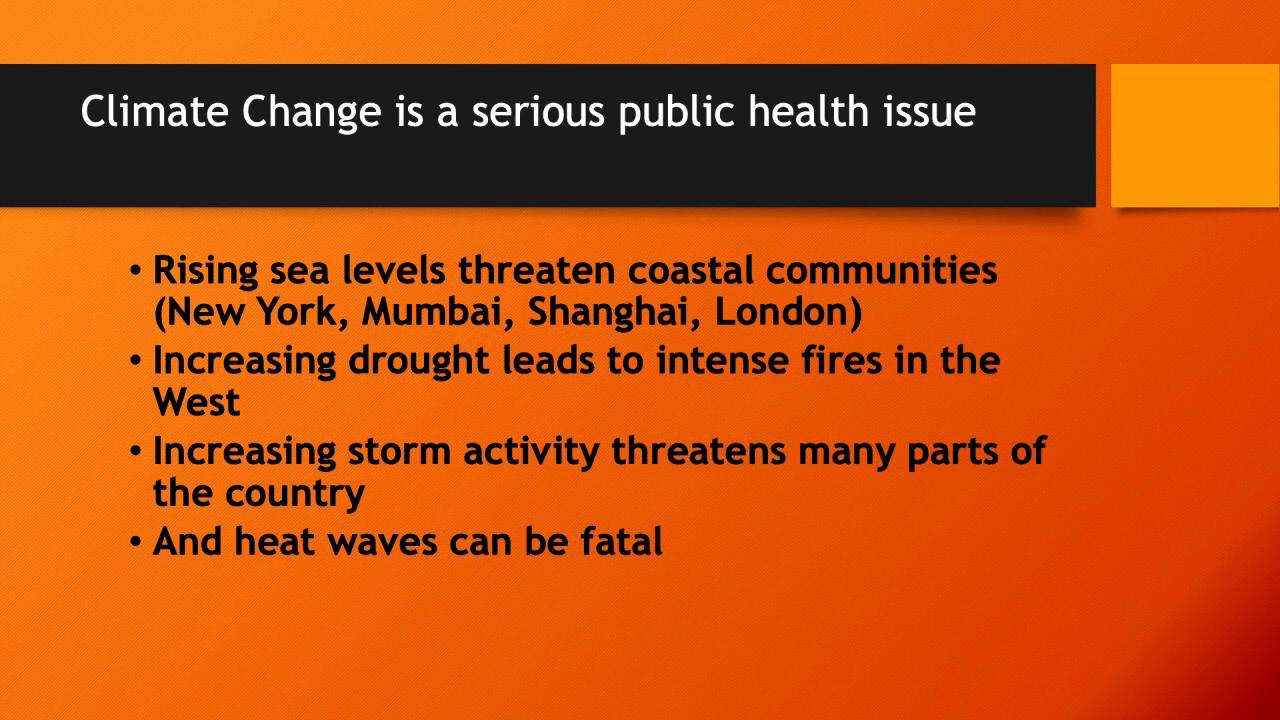 Climate Change is a serious public health issue
• Rising sea levels threaten coastal communities
(New York, Mumbai, Shanghai, London)
• Increasing drought leads to intense fires in the
West
• Increasing storm activity threatens many parts of
the country
• And heat waves can be fatal